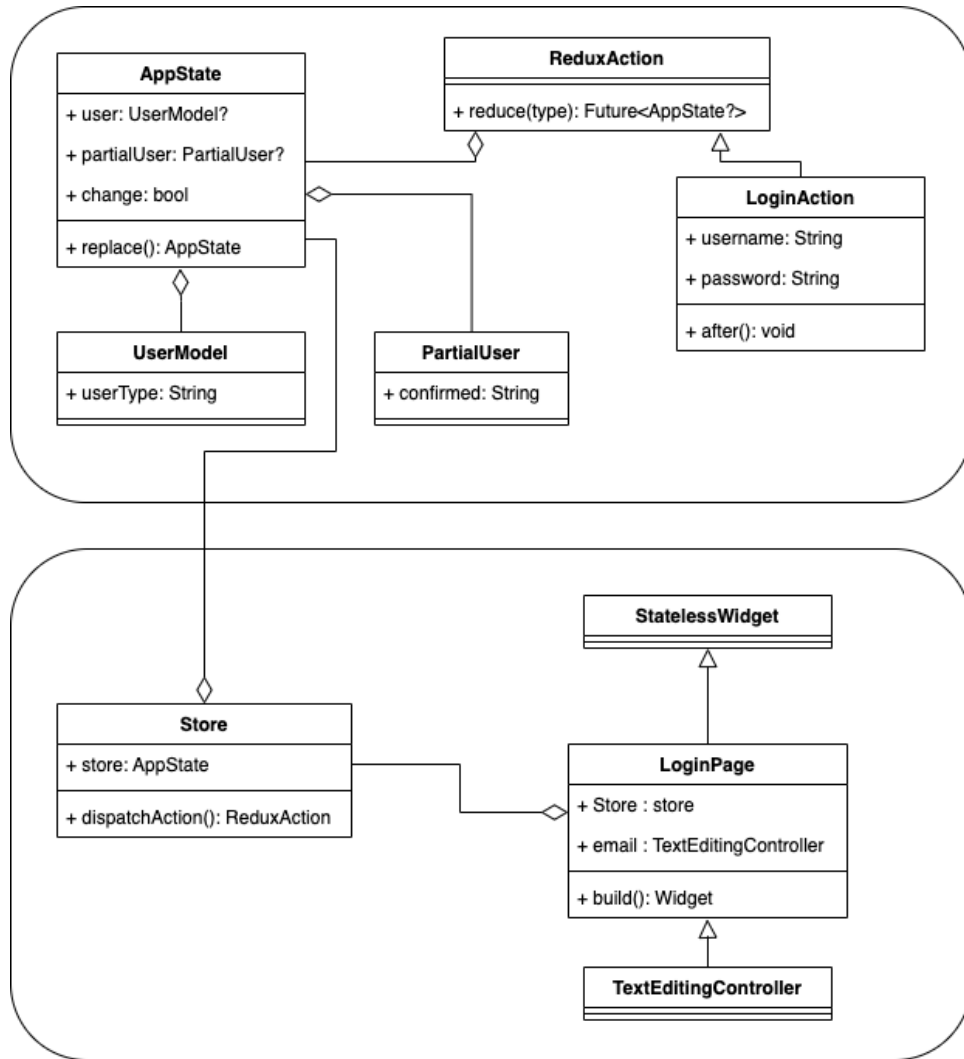 AppState
+ user: UserModel?
+ partialUser: PartialUser?
+ change: bool
+ replace(): AppState
ReduxAction
+ reduce(type): Future<AppState?>
LoginAction
+ username: String
+ password: String
+ after(): void
UserModel
+ userType: String
PartialUser
+ confirmed: String
StatelessWidget
Store
+ store: AppState
+ dispatchAction(): ReduxAction
LoginPage
+ Store : store
+ email : TextEditingController
+ build(): Widget
TextEditingController